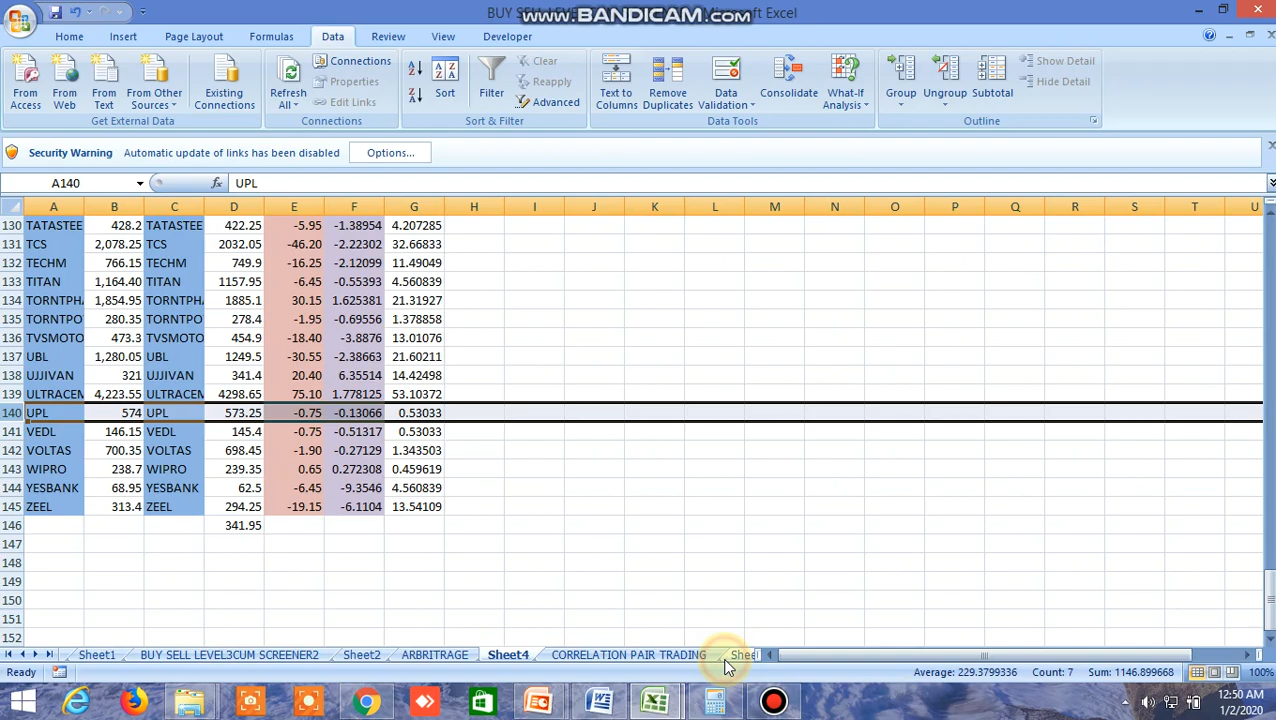 BUY SELL
www.BANDICAM.com
Microsoft Excel
Home Insert Page Layout Formulas Data Review View Developer
From Access
From Web
From Text
From Other Sources
Existing Connections
Get External Data
Refresh All
Connections
Properties
Edit Links
Connections
Sort
Filter
Clear
Reapply
Advanced
Sort & Filter
Text to Columns
Remove Duplicates
Data Validation
Consolidate
What-If Analysis
Data Tools
Group
Ungroup
Subtotal
Show Detail
Hide Detail
Outline
Security Warning Automatic update of links has been disabled Options...
A140 fx UPL
A B C D E F G H I J K L M N O P Q R S T U
130 TATASTEE 428.2 TATASTEE 422.25 -5.95 -1.38954 4.207285
131 TCS 2,078.25 TCS 2032.05 -46.20 -2.22302 32.66833
132 TECHM 766.15 TECHM 749.9 -16.25 -2.12099 11.49049
133 TITAN 1,164.40 TITAN 1157.95 -6.45 -0.55393 4.560839
134 TORNTPH 1,854.95 TORNTPH 1885.1 30.15 1.625381 21.31927
135 TORNTPO 280.35 TORNTPO 278.4 -1.95 -0.69556 1.378858
136 TVSMOTO 473.3 TVSMOTO 454.9 -18.40 -3.8876 13.01076
137 UBL 1,280.05 UBL 1249.5 -30.55 -2.38663 21.60211
138 UJJIVAN 321 UJJIVAN 341.4 20.40 6.35514 14.42498
139 ULTRACEM 4,223.55 ULTRACEM 4298.65 75.10 1.778125 53.10372
140 UPL 574 UPL 573.25 -0.75 -0.13066 0.53033
141 VEDL 146.15 VEDL 145.4 -0.75 -0.51317 0.53033
142 VOLTAS 700.35 VOLTAS 698.45 -1.90 -0.27129 1.343503
143 WIPRO 238.7 WIPRO 239.35 0.65 0.272308 0.459619
144 YESBANK 68.95 YESBANK 62.5 -6.45 -9.3546 4.560839
145 ZEEL 313.4 ZEEL 294.25 -19.15 -6.1104 13.54109
146 341.95
147
148
149
150
151
152
Sheet1 BUY SELL LEVEL3CUM SCREENER2 Sheet2 ARBRITRAGE Sheet4 CORRELATION PAIR TRADING Shee
Ready Average: 229.3799336 Count: 7 Sum: 1146.899668 100%
12:50 AM
1/2/2020